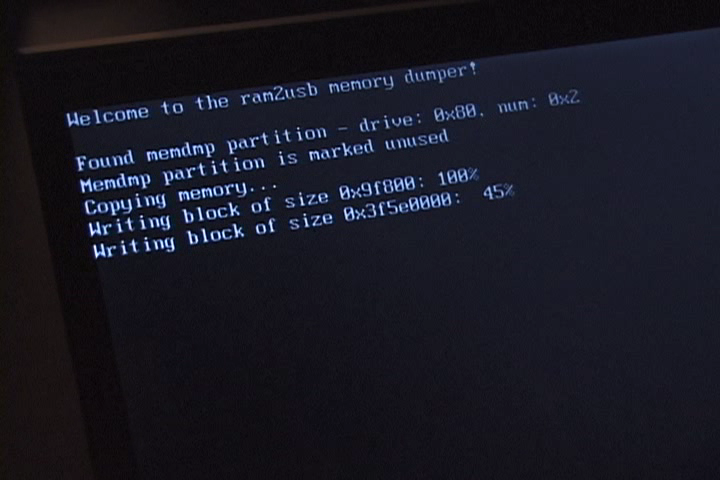 Welcome to the ram2usb memory dumper!
Found memdmp partition - drive: 0x80, num: 0x2
Memdmp partition is marked unused
Copying memory...
Writing block of size 0x9f800: 100%
Writing block of size 0x3f5e0000:  45%